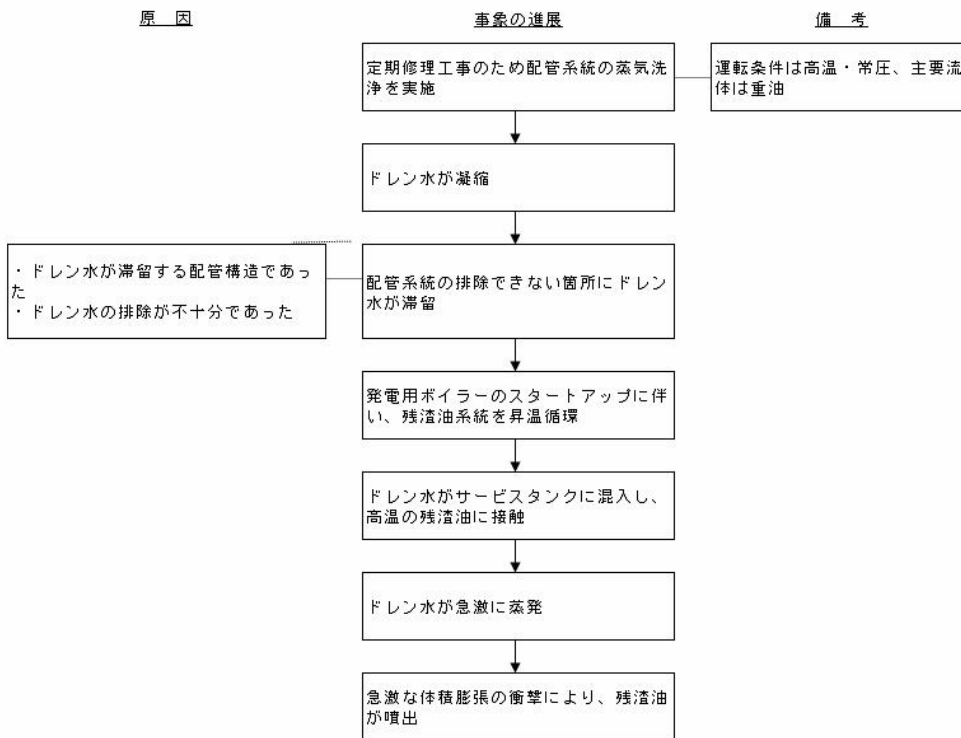 原　因
事象の進展
備　考
定期修理工事のため配管系統の蒸気洗
浄を実施
運転条件は高温・常圧、主要流
体は重油
ドレン水が凝縮
・ドレン水が滞留する配管構造であっ
た
・ドレン水の排除が不十分であった
配管系統の排除できない箇所にドレン
水が滞留
発電用ボイラーのスタートアップに伴
い、残渣油系統を昇温循環
ドレン水がサービスタンクに混入し、
高温の残渣油に接触
ドレン水が急激に蒸発
急激な体積膨張の衝撃により、残渣油
が噴出